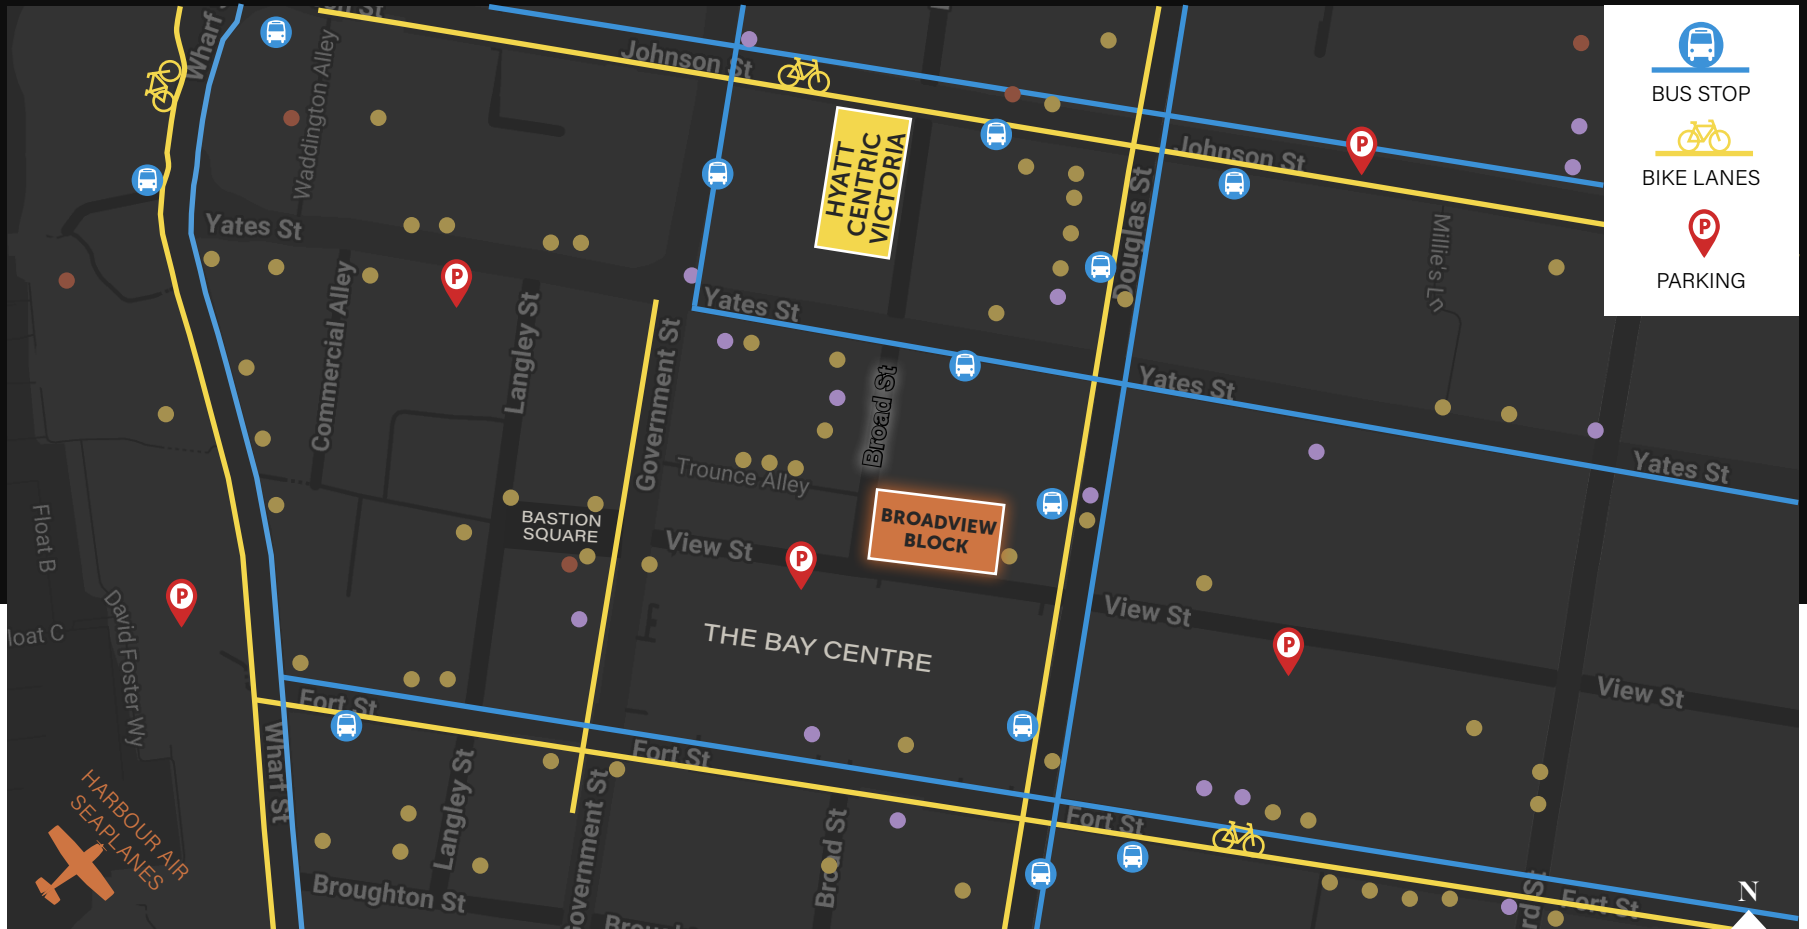 Wharf
Waddington Alley
Johnson St
HYATT
CENTRIC
VICTORIA
Johnson St
Douglas St
Millie's Ln
BUS STOP
BIKE LANES
P
PARKING
P
Yates St
P
Commercial Alley
Langley St
Government St
Yates St
Broad St
Yates St
Yates St
Trounce Alley
BASTION
SQUARE
View St
BROADVIEW
BLOCK
P
View St
P
View St
Float B
P
loat C
David Foster Wy
THE BAY CENTRE
Fort St
Wharf St
Fort St
Langley St
Government St
Broad St
Fort St
Fort St
rd St
HARBOUR AIR
SEAPLANES
Broughton St
N